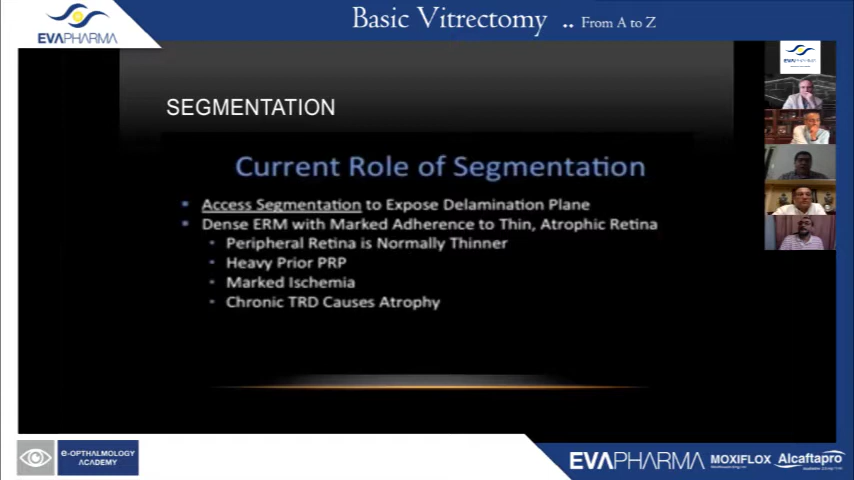 Basic Vitrectomy .. From A to Z
EVAPHARMA
SEGMENTATION
Current Role of Segmentation
Access Segmentation to Expose Delamination Plane
Dense ERM with Marked Adherence to Thin, Atrophic Retina
Peripheral Retina is Normally Thinner
Heavy Prior PRP
Marked Ischemia
Chronic TRD Causes Atrophy
EVAPHARMA
e-OPTHALMOLOGY
ACADEMY
EVAPHARMA MOXIFLOX Alcaftapro